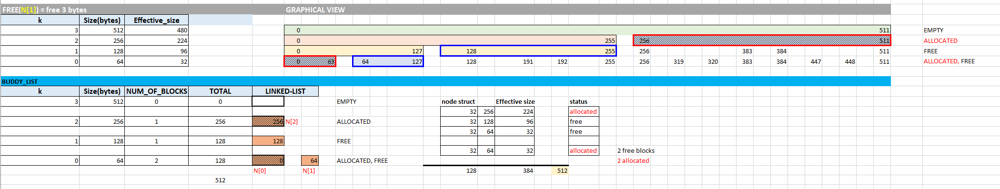 FREE(N[1]) = free 3 bytes GRAPHICAL VIEW
k Size(bytes) Effective_size
3 512 480 0 511 EMPTY
2 256 224 0 255 256 511 ALLOCATED
1 128 96 0 127 128 255 256 383 384 511 FREE
0 64 32 0 63 64 127 128 191 192 255 256 319 320 383 384 447 448 511 ALLOCATED, FREE
BUDDY_LIST
k Size(bytes) NUM_OF_BLOCKS TOTAL LINKED-LIST
3 512 0 0 EMPTY node struct Effective size status
32 256 224 allocated
2 256 1 256 256 N[2] ALLOCATED 32 128 96 free
32 64 32 free
1 128 1 128 128 FREE
32 64 32 allocated 2 free blocks
0 64 2 128 0 64 ALLOCATED, FREE 2 allocated
N[0] N[1] 128 384 512
512